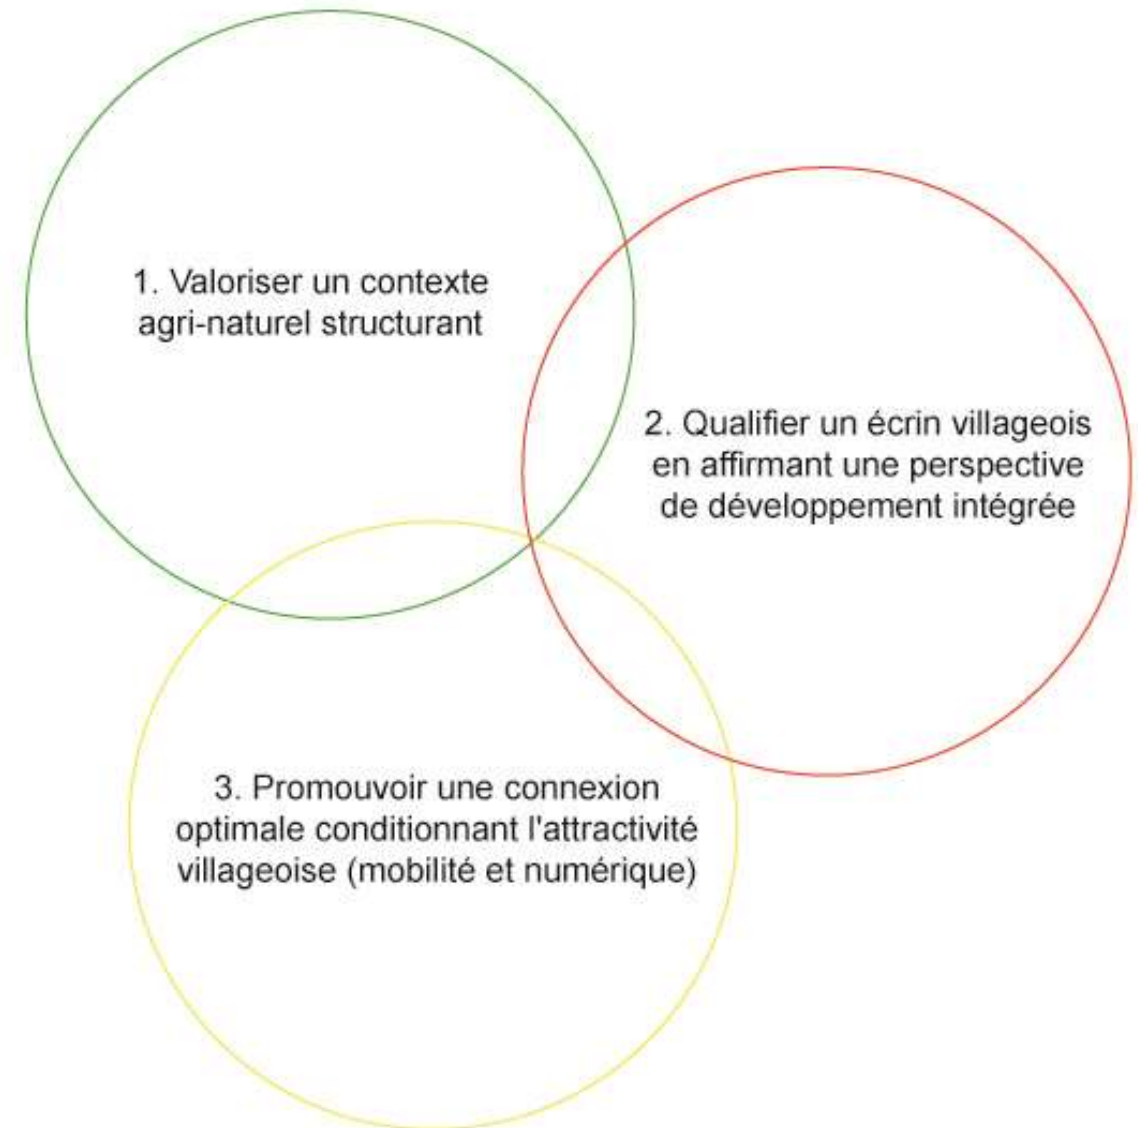 1. Valoriser un contexte
agri-naturel structurant
2. Qualifier un écrin villageois
en affirmant une perspective
de développement intégrée
3. Promouvoir une connexion
optimale conditionnant l'attractivité
villageoise (mobilité et numérique)